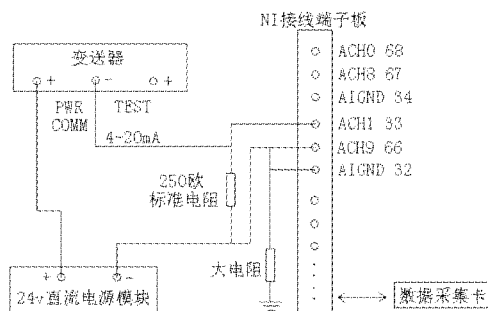 NI接线端子板
变送器
+ - +
PWR TEST
COMM
4-20mA
ACH0 68
ACH8 67
AIGND 34
ACH1 33
ACH9 66
AIGND 32
250欧
标准电阻
大电阻
+ -
24v直流电源模块
数据采集卡